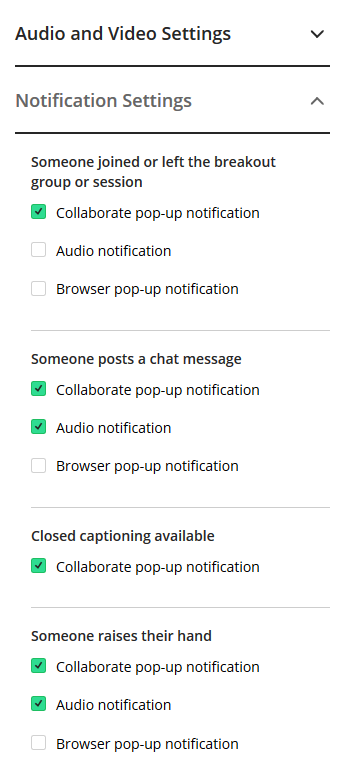 Audio and Video Settings
Notification Settings
Someone joined or left the breakout
group or session
Collaborate pop-up notification
Audio notification
Browser pop-up notification
Someone posts a chat message
Collaborate pop-up notification
Audio notification
Browser pop-up notification
Closed captioning available
Collaborate pop-up notification
Someone raises their hand
Collaborate pop-up notification
Audio notification
Browser pop-up notification